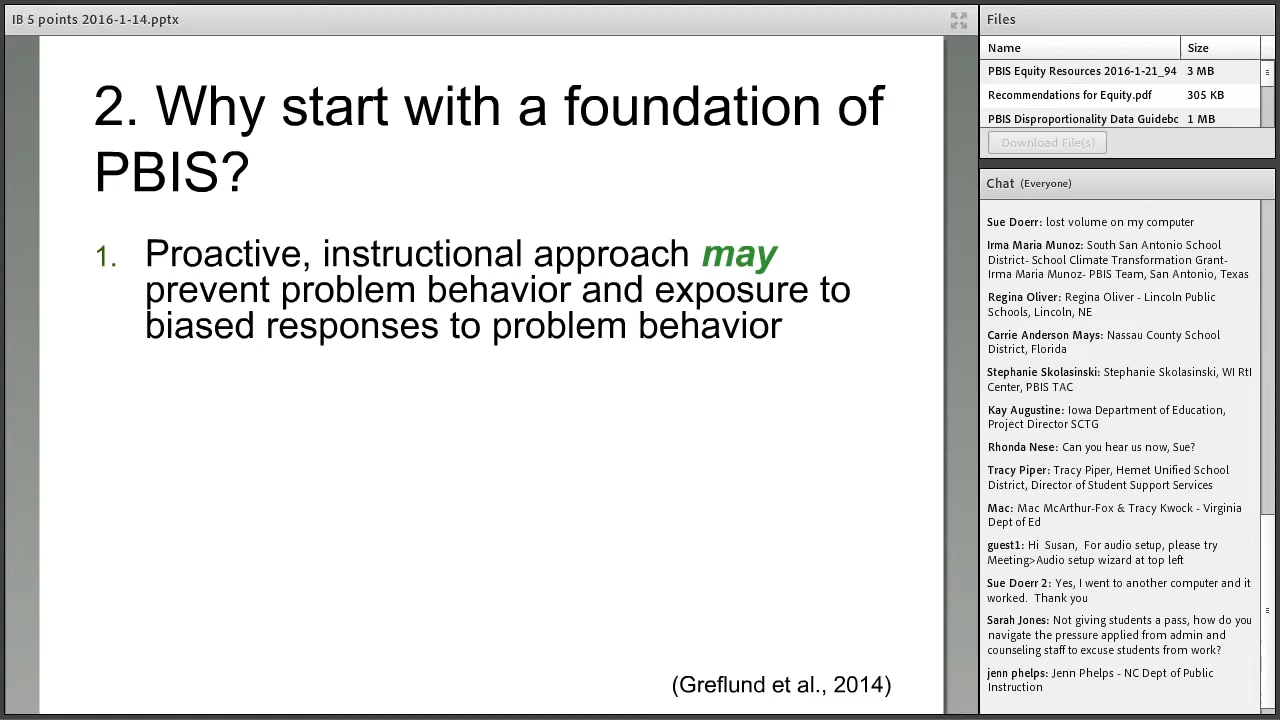 IB 5 points 2016-1-14.pptx
2. Why start with a foundation of
PBIS?
1. Proactive, instructional approach may
prevent problem behavior and exposure to
biased responses to problem behavior
(Greflund et al., 2014)
Files
Name Size
PBIS Equity Resources 2016-1-21_94 3 MB
Recommendations for Equity.pdf 305 KB
PBIS Disproportionality Data Guidebc 1 MB
Download File(s)
Chat (Everyone)
Sue Doerr: lost volume on my computer
Irma Maria Munoz: South San Antonio School
District- School Climate Transformation Grant-
Irma Maria Munoz- PBIS Team, San Antonio, Texas
Regina Oliver: Regina Oliver - Lincoln Public
Schools, Lincoln, NE
Carrie Anderson Mays: Nassau County School
District, Florida
Stephanie Skolasinski: Stephanie Skolasinski, WI RtI
Center, PBIS TAC
Kay Augustine: Iowa Department of Education,
Project Director SCTG
Rhonda Nese: Can you hear us now, Sue?
Tracy Piper: Tracy Piper, Hemet Unified School
District, Director of Student Support Services
Mac: Mac McArthur-Fox & Tracy Kwock - Virginia
Dept of Ed
guest1: Hi Susan, For audio setup, please try
Meeting>Audio setup wizard at top left
Sue Doerr 2: Yes, I went to another computer and it
worked. Thank you
Sarah Jones: Not giving students a pass, how do you
navigate the pressure applied from admin and
counseling staff to excuse students from work?
jenn phelps: Jenn Phelps - NC Dept of Public
Instruction